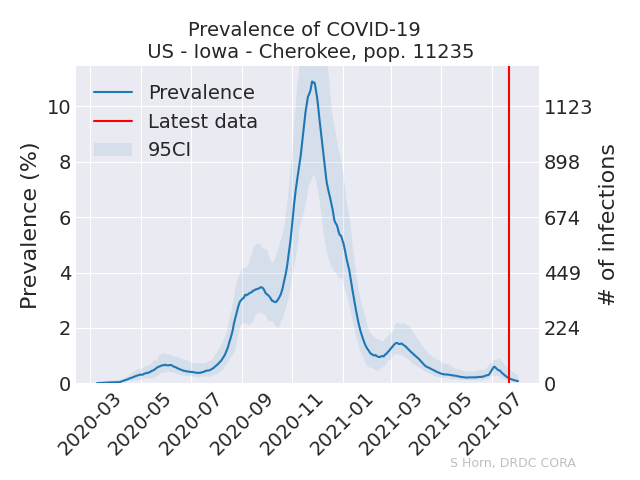 Prevalence of COVID-19
US - Iowa - Cherokee, pop. 11235
Prevalence
Latest data
95CI
Prevalence (%)
10
8
6
4
2
0
1123
898
674
449
224
0
# of infections
2020-03
2020-05
2020-07
2020-09
2020-11
2021-01
2021-03
2021-05
2021-07
S Horn, DRDC CORA